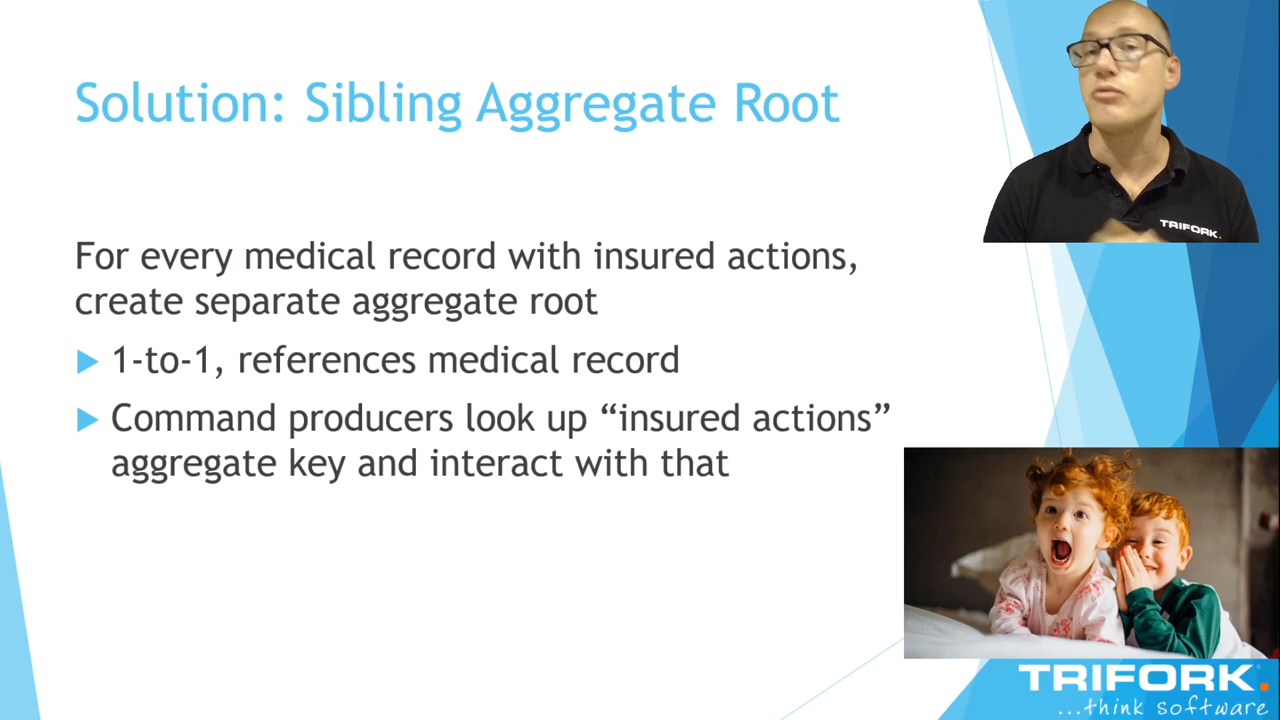 Solution: Sibling Aggregate Root
For every medical record with insured actions,
create separate aggregate root
1-to-1, references medical record
Command producers look up “insured actions”
aggregate key and interact with that
TRIFORK.
TRIFORK.
...think software